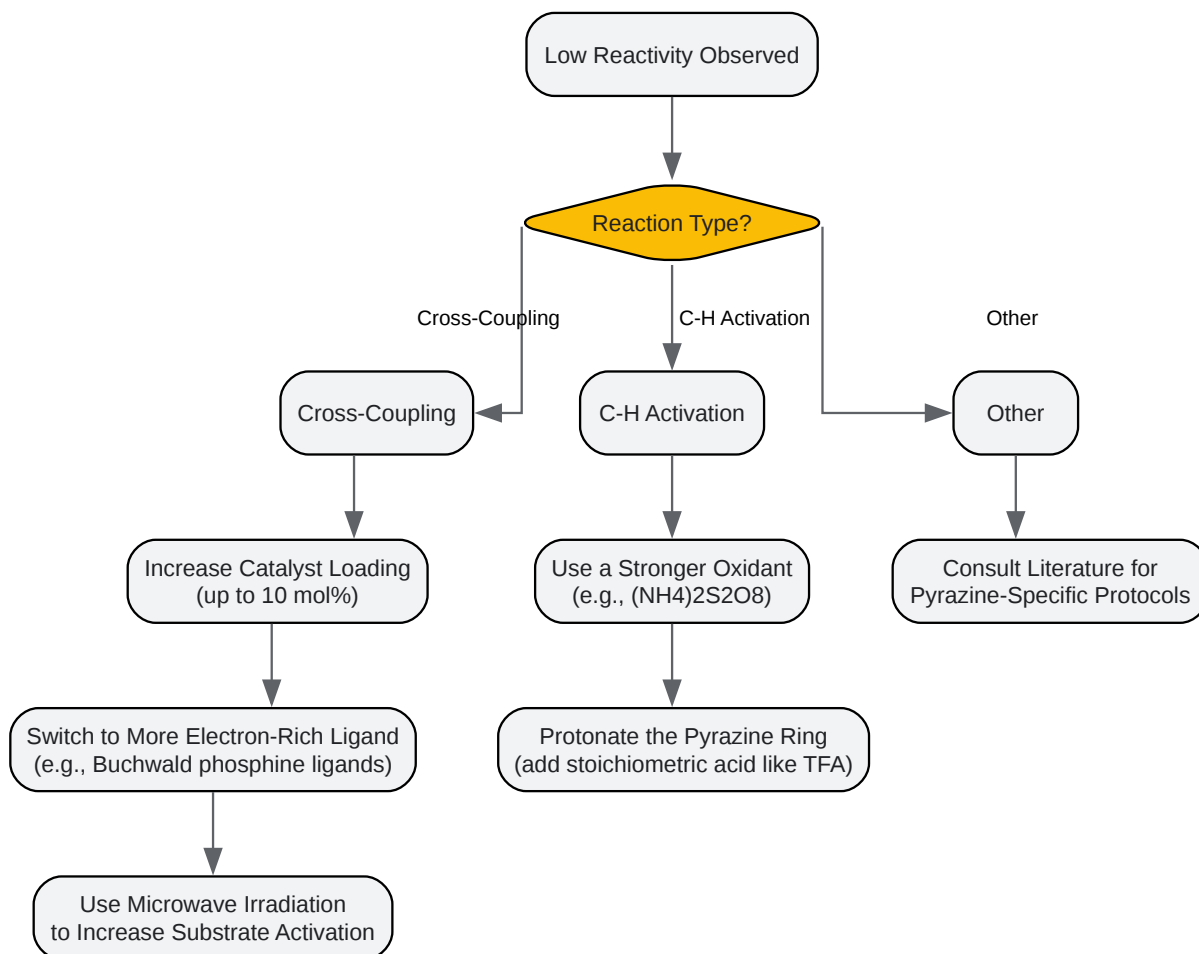 Low Reactivity Observed
Reaction Type?
Cross-Coupling
C-H Activation
Other
Cross-Coupling
C-H Activation
Other
Increase Catalyst Loading
(up to 10 mol%)
Use a Stronger Oxidant
(e.g., (NH4)2S2O8)
Consult Literature for
Pyrazine-Specific Protocols
Switch to More Electron-Rich Ligand
(e.g., Buchwald phosphine ligands)
Protonate the Pyrazine Ring
(add stoichiometric acid like TFA)
Use Microwave Irradiation
to Increase Substrate Activation